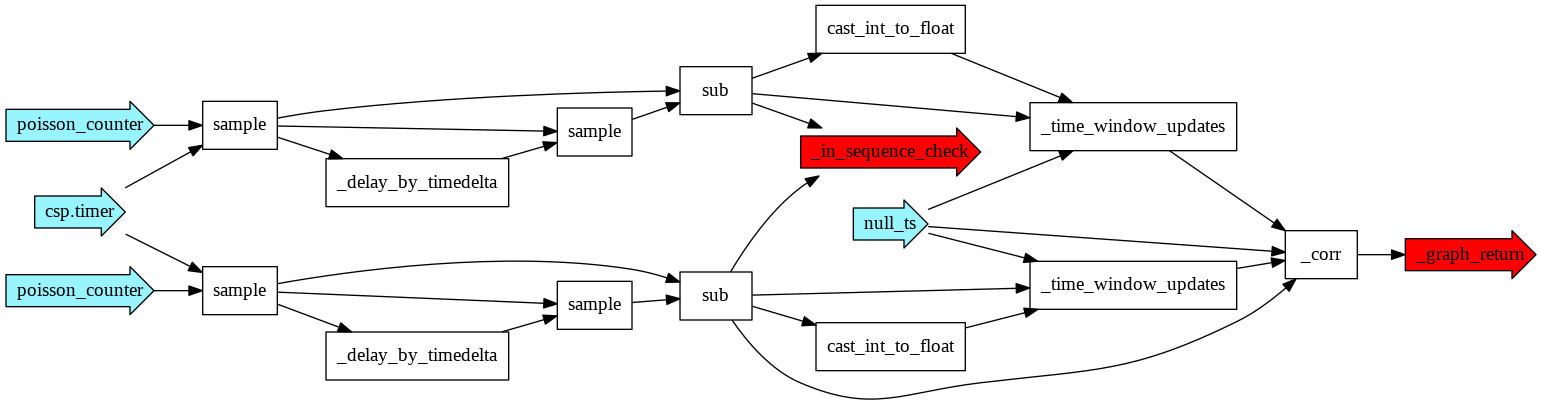 cast_int_to_float
sub
poisson_counter
sample
sample
_time_window_updates
_in_sequence_check
_delay_by_timedelta
csp.timer
null_ts
_corr
_graph_return
sub
_time_window_updates
poisson_counter
sample
sample
cast_int_to_float
_delay_by_timedelta